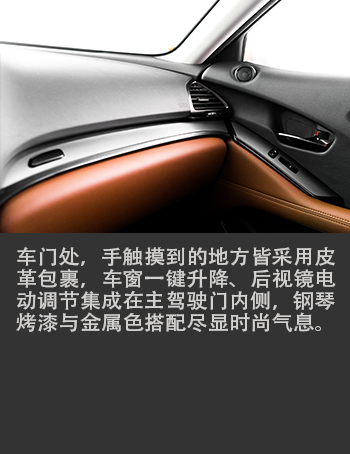 车门处，手触摸到的地方皆采用皮
革包裹，车窗一键升降、后视镜电
动调节集成在主驾驶门内侧，钢琴
烤漆与金属色搭配尽显时尚气息。